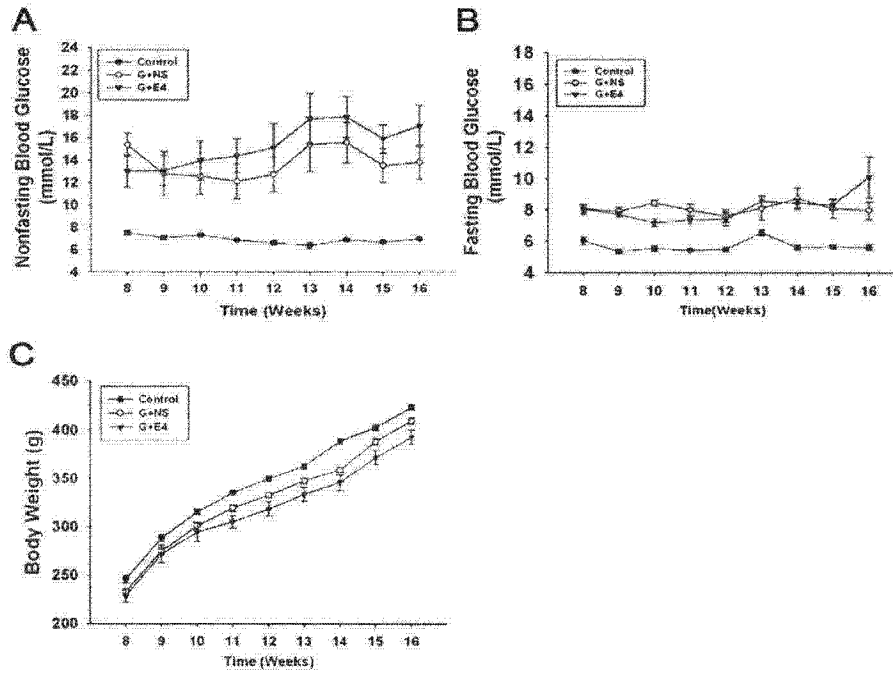 A
Nonfasting Blood Glucose
(mmol/L)
24
22
20
18
16
14
12
10
8
6
4
Control
G+NS
G+E4
8 9 10 11 12 13 14 15 16
Time (Weeks)
B
Fasting Blood Glucose
(mmol/L)
18
16
14
12
10
8
6
4
Control
G+NS
G+E4
8 9 10 11 12 13 14 15 16
Time(Weeks)
C
Body Weight (g)
450
400
350
300
250
200
Control
G+NS
G+E4
8 9 10 11 12 13 14 15 16
Time (Weeks)